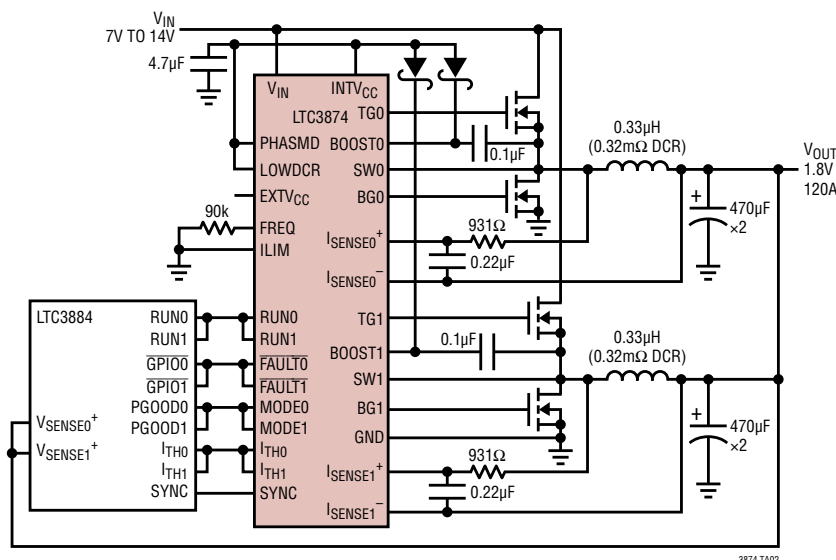 VIN
7V TO 14V
4.7µF
VIN
INTVCC
LTC3874
TG0
PHASMD
BOOST0
0.1µF
LOWDCR
SW0
EXTVCC
BG0
90k
FREQ
ILIM
ISENSE0+
931Ω
0.22µF
ISENSE0–
0.33µH
(0.32mΩ DCR)
VOUT
1.8V
120A
+
470µF
×2
LTC3884
RUN0
RUN1
GPIO0
GPIO1
PGOOD0
PGOOD1
ITH0
ITH1
SYNC
VSENSE0+
VSENSE1+
RUN0
RUN1
FAULT0
FAULT1
MODE0
MODE1
ITH0
ITH1
SYNC
TG1
0.1µF
BOOST1
SW1
BG1
GND
ISENSE1+
931Ω
0.22µF
ISENSE1–
0.33µH
(0.32mΩ DCR)
+
470µF
×2
3874 TA02